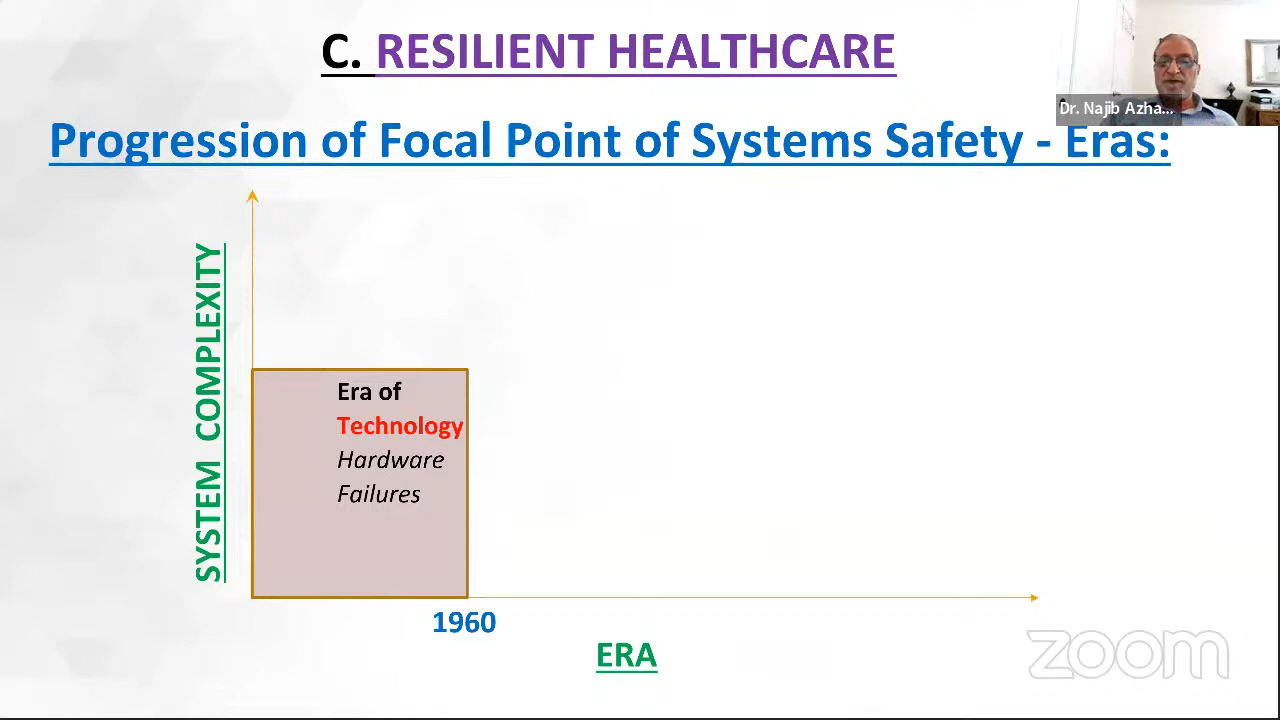 C. RESILIENT HEALTHCARE
Dr. Najib Azha...
Progression of Focal Point of Systems Safety - Eras:
SYSTEM COMPLEXITY
Era of
Technology
Hardware
Failures
1960
ERA
zoom